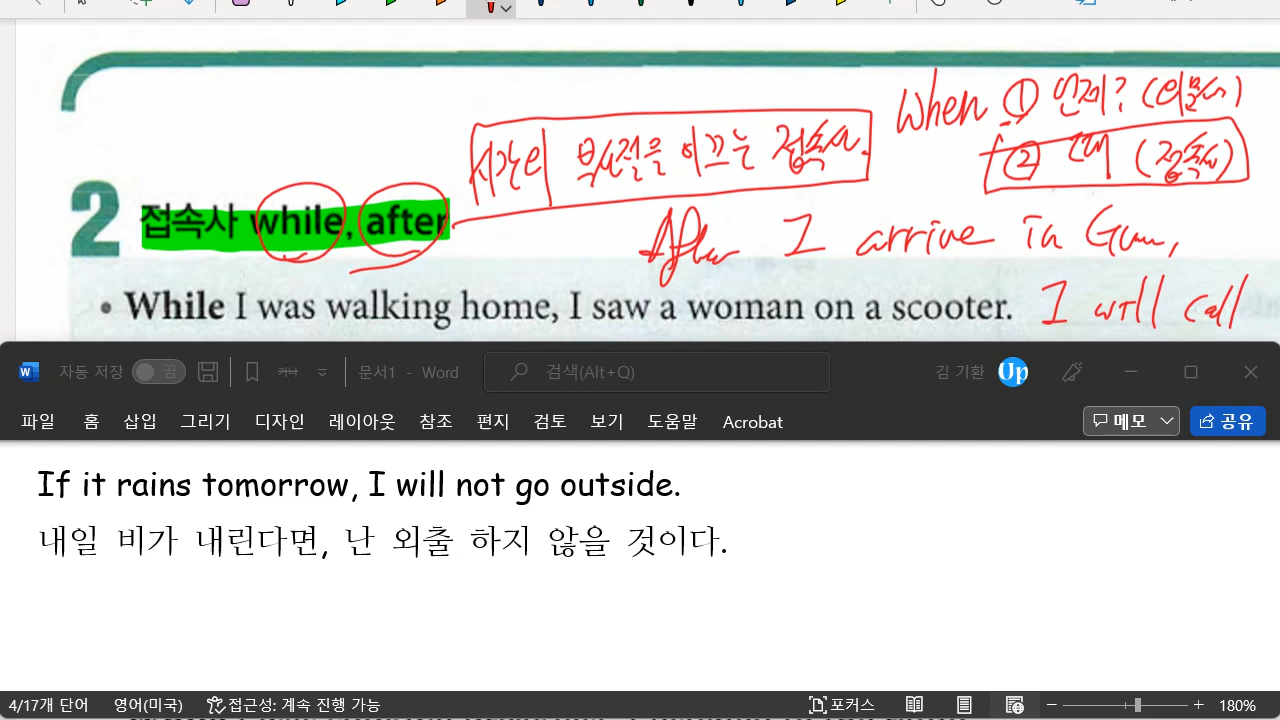 When ① 언제? (의문사)
시간의 부사절을 이끄는 접속사.
② ~때 (접속사)
2 접속사 while, after
After I arrive in Guam,
• While I was walking home, I saw a woman on a scooter.
I will call
자동 저장 끔 가나 문서1 - Word 검색(Alt+Q) 김 기환 Up
파일 홈 삽입 그리기 디자인 레이아웃 참조 편지 검토 보기 도움말 Acrobat 메모 공유
If it rains tomorrow, I will not go outside.
내일 비가 내린다면, 난 외출 하지 않을 것이다.
4/17개 단어 영어(미국) 접근성: 계속 진행 가능 포커스 180%